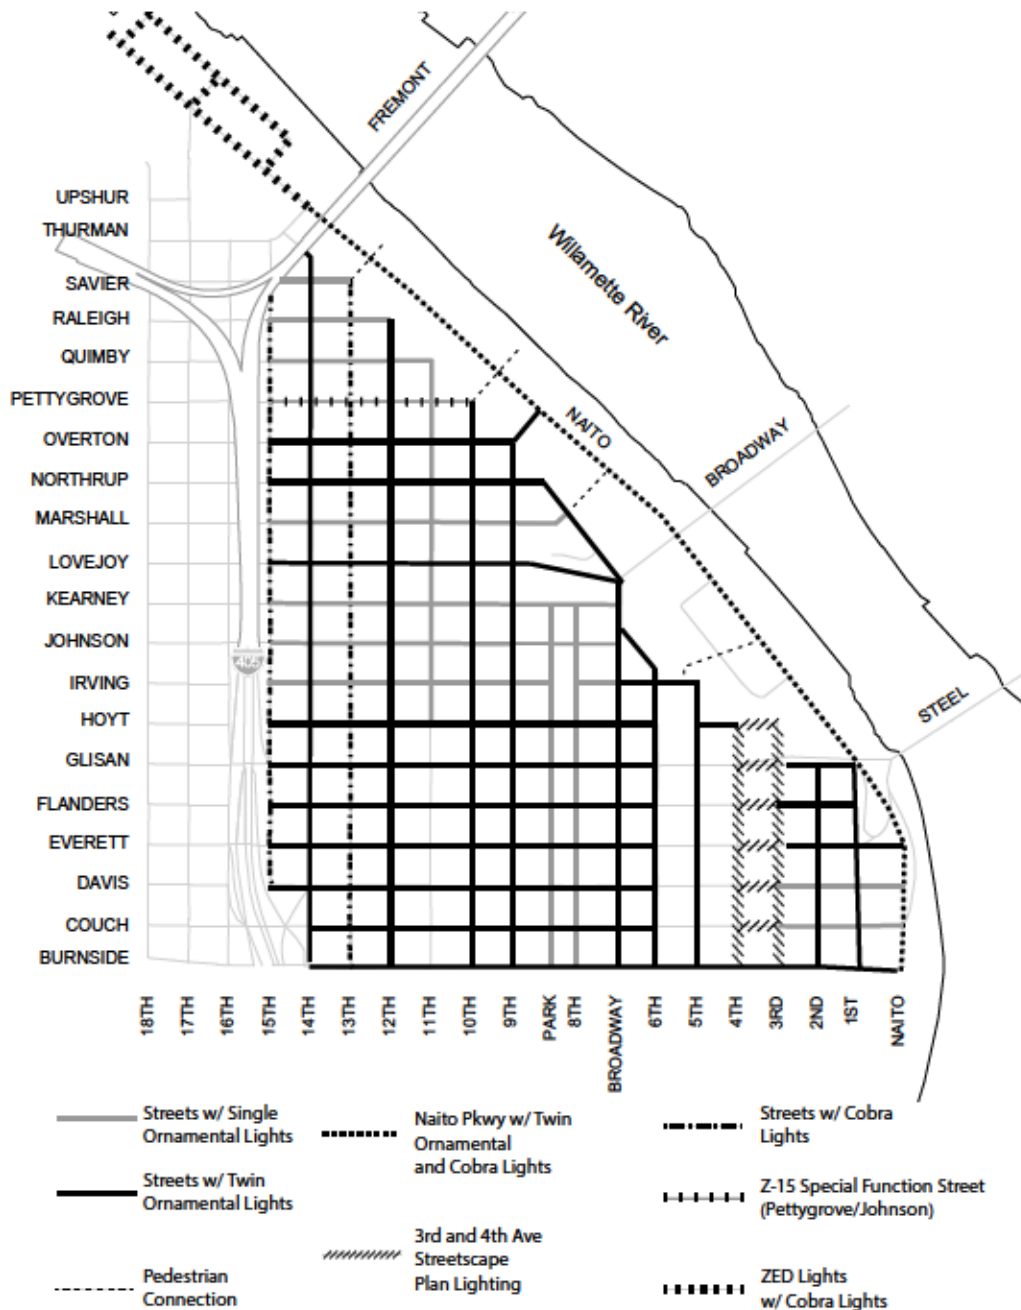 FREMONT
UPSHUR
THURMAN
Willamette River
SAVIER
RALEIGH
QUIMBY
PETTYGROVE
NAITO
BROADWAY
OVERTON
NORTHRUP
MARSHALL
LOVEJOY
KEARNEY
JOHNSON
405
IRVING
STEEL
HOYT
GLISAN
FLANDERS
EVERETT
DAVIS
COUCH
BURNSIDE
18TH
17TH
16TH
15TH
14TH
13TH
12TH
11TH
10TH
9TH
PARK
8TH
BROADWAY
6TH
5TH
4TH
3RD
2ND
1ST
NAITO
Streets w/ Single
Ornamental Lights
Streets w/ Twin
Ornamental Lights
Pedestrian
Connection
Naito Pkwy w/ Twin
Ornamental
and Cobra Lights
3rd and 4th Ave
Streetscape
Plan Lighting
Streets w/ Cobra
Lights
Z-15 Special Function Street
(Pettygrove/Johnson)
ZED Lights
w/ Cobra Lights